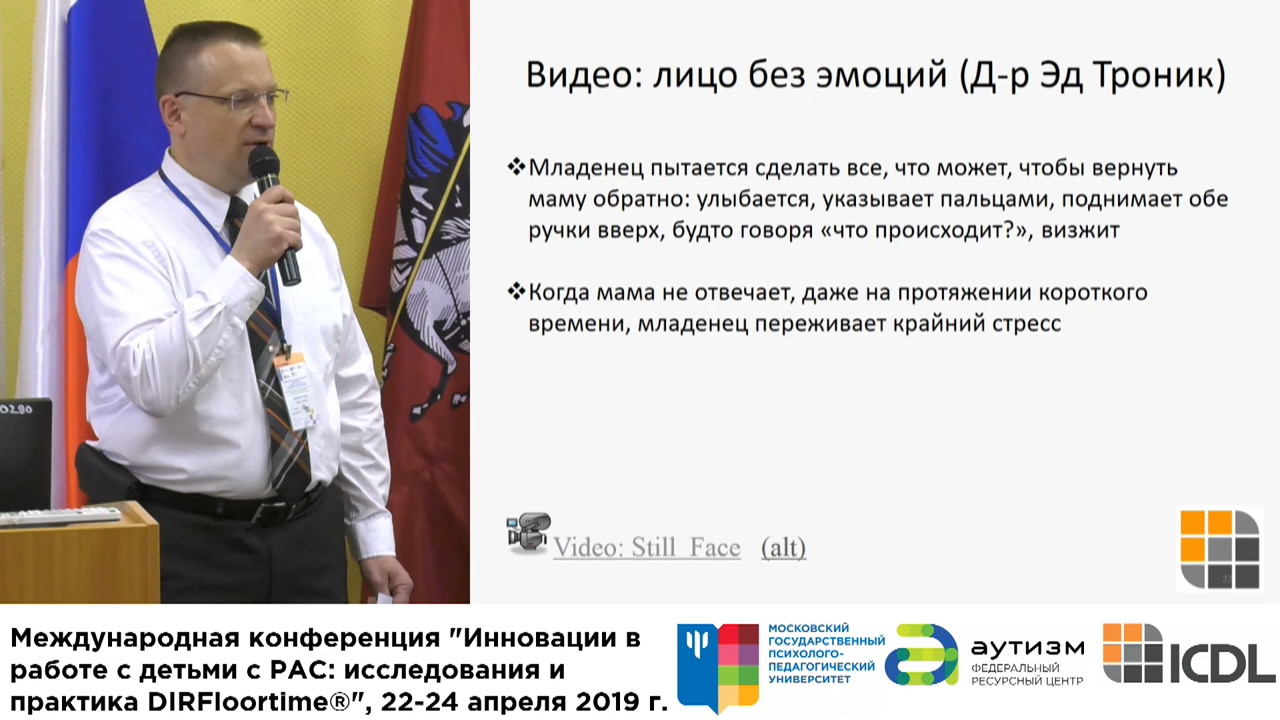 Видео: лицо без эмоций (Д-р Эд Троник)
❖Младенец пытается сделать все, что может, чтобы вернуть
маму обратно: улыбается, указывает пальцами, поднимает обе
ручки вверх, будто говоря «что происходит?», визжит
❖Когда мама не отвечает, даже на протяжении короткого
времени, младенец переживает крайний стресс
Video: Still Face (alt)
22
Международная конференция "Инновации в
работе с детьми с РАС: исследования и
практика DIRFloortime®", 22-24 апреля 2019 г.
МОСКОВСКИЙ
ГОСУДАРСТВЕННЫЙ
ПСИХОЛОГО-
ПЕДАГОГИЧЕСКИЙ
УНИВЕРСИТЕТ
аутизм
ФЕДЕРАЛЬНЫЙ
РЕСУРСНЫЙ ЦЕНТР
ICDL